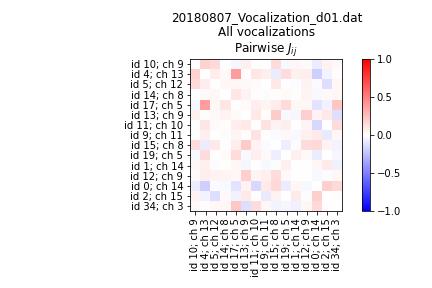 20180807_Vocalization_d01.dat
All vocalizations
Pairwise Jij
id 10; ch 9
id 4; ch 13
id 5; ch 12
id 14; ch 8
id 17; ch 5
id 13; ch 9
id 11; ch 10
id 9; ch 11
id 15; ch 8
id 19; ch 5
id 1; ch 14
id 12; ch 9
id 0; ch 14
id 2; ch 15
id 34; ch 3
1.0
0.5
0.0
−0.5
−1.0
id 10; ch 9
id 4; ch 13
id 5; ch 12
id 14; ch 8
id 17; ch 5
id 13; ch 9
id 11; ch 10
id 9; ch 11
id 15; ch 8
id 19; ch 5
id 1; ch 14
id 12; ch 9
id 0; ch 14
id 2; ch 15
id 34; ch 3